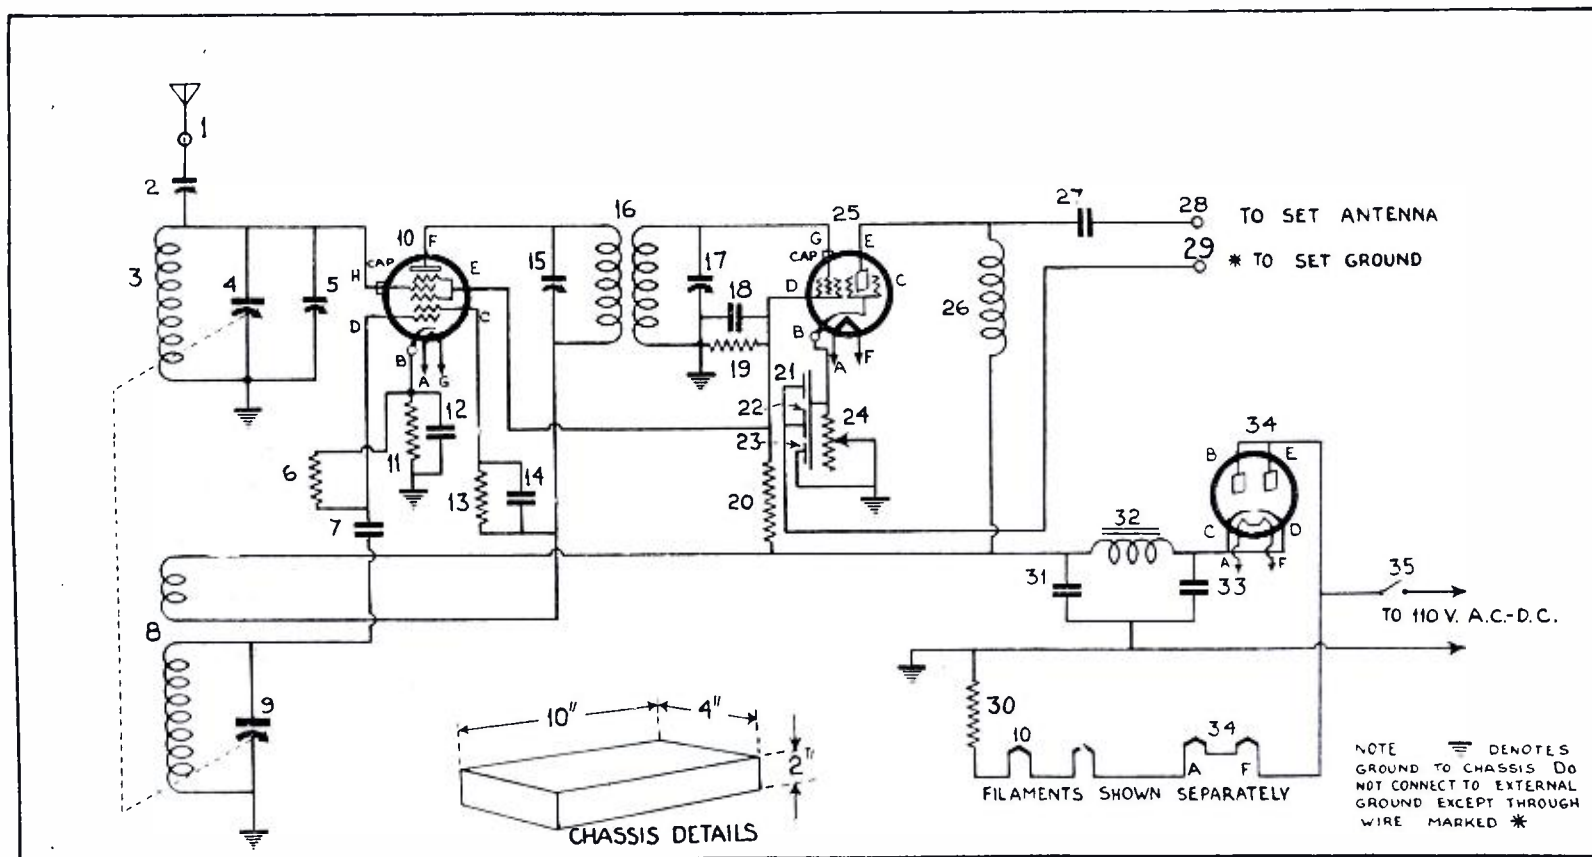 1
2
3
4
5
H
CAP
10
F
E
D
C
B
A
G
6
7
11
12
13
14
15
16
17
18
19
20
21
22
23
24
25
G
CAP
E
D
C
B
A
F
26
27
28
TO SET ANTENNA
29
* TO SET GROUND
34
B
E
C
D
A
F
32
31
33
35
TO 110 V. A.C.-D.C.
8
9
30
10
34
A
F
FILAMENTS SHOWN SEPARATELY
10"
4"
2"
CHASSIS DETAILS
NOTE ⏚ DENOTES
GROUND TO CHASSIS DO
NOT CONNECT TO EXTERNAL
GROUND EXCEPT THROUGH
WIRE MARKED *